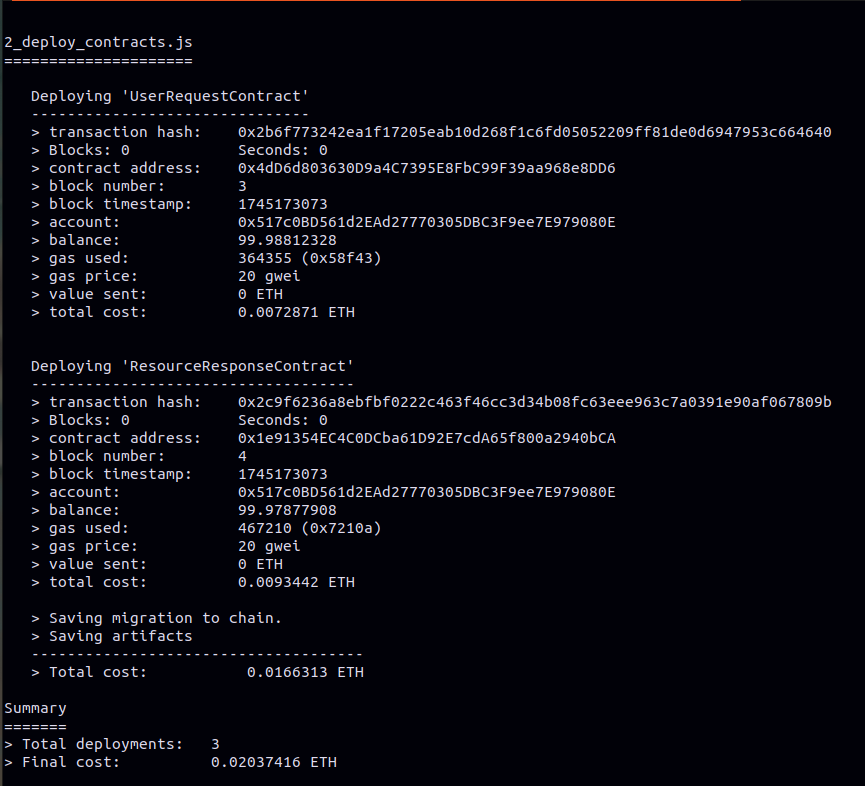 2_deploy_contracts.js
=====================
Deploying 'UserRequestContract'
-------------------------------
> transaction hash:    0x2b6f773242ea1f17205eab10d268f1c6fd05052209ff81de0d6947953c664640
> Blocks: 0            Seconds: 0
> contract address:    0x4dD6d803630D9a4C7395E8FbC99F39aa968e8DD6
> block number:        3
> block timestamp:     1745173073
> account:             0x517c0BD561d2EAd27770305DBC3F9ee7E979080E
> balance:             99.98812328
> gas used:            364355 (0x58f43)
> gas price:           20 gwei
> value sent:          0 ETH
> total cost:          0.0072871 ETH
Deploying 'ResourceResponseContract'
------------------------------------
> transaction hash:    0x2c9f6236a8ebfbf0222c463f46cc3d34b08fc63eee963c7a0391e90af067809b
> Blocks: 0            Seconds: 0
> contract address:    0x1e91354EC4C0DCba61D92E7cdA65f800a2940bCA
> block number:        4
> block timestamp:     1745173073
> account:             0x517c0BD561d2EAd27770305DBC3F9ee7E979080E
> balance:             99.97877908
> gas used:            467210 (0x7210a)
> gas price:           20 gwei
> value sent:          0 ETH
> total cost:          0.0093442 ETH
> Saving migration to chain.
> Saving artifacts
-------------------------------------
> Total cost:           0.0166313 ETH
Summary
=======
> Total deployments:   3
> Final cost:          0.02037416 ETH